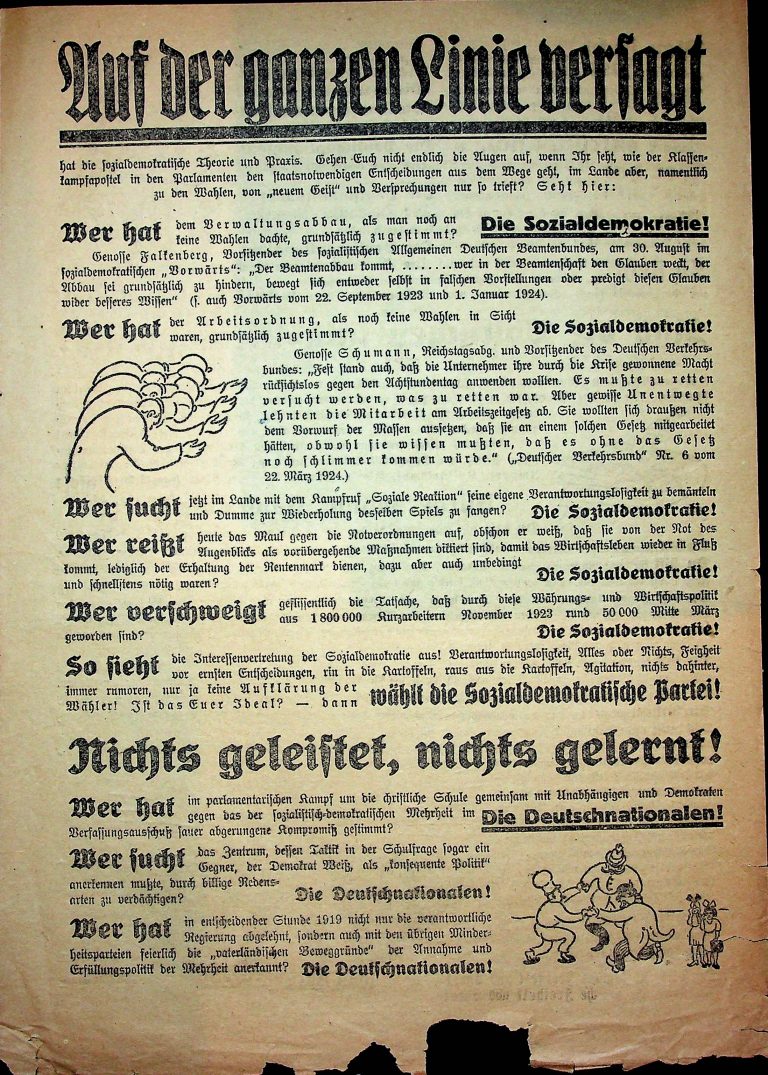 Auf der ganzen Linie versagt
hat die sozialdemokratische Theorie und Praxis. Gehen Euch nicht endlich die Augen auf, wenn Ihr seht, wie der Klassen-
kampfapostel in den Parlamenten den staatsnotwendigen Entscheidungen aus dem Wege geht, im Lande aber, namentlich
zu den Wahlen, von „neuem Geist“ und Versprechungen nur so trieft? Seht hier:
Wer hat dem Verwaltungsabbau, als man noch an
keine Wahlen dachte, grundsätzlich zugestimmt? Die Sozialdemokratie!
Genosse Falkenberg, Vorsitzender des sozialistischen Allgemeinen Deutschen Beamtenbundes, am 30. August im
sozialdemokratischen „Vorwärts“: „Der Beamtenabbau kommt, ........wer in der Beamtenschaft den Glauben weckt, der
Abbau sei grundsätzlich zu hindern, bewegt sich entweder selbst in falschen Vorstellungen oder predigt diesen Glauben
wider besseres Wissen“ (s. auch Vorwärts vom 22. September 1923 und 1. Januar 1924).
Wer hat der Arbeitsordnung, als noch keine Wahlen in Sicht
waren, grundsätzlich zugestimmt? Die Sozialdemokratie!
Genosse Schumann, Reichstagsabg. und Vorsitzender des Deutschen Verkehrs-
bundes: „Fest stand auch, daß die Unternehmer ihre durch die Krise gewonnene Macht
rücksichtslos gegen den Achtstundentag anwenden wollten. Es mußte zu retten
versucht werden, was zu retten war. Aber gewisse Unentwegte
lehnten die Mitarbeit am Arbeitszeitgesetz ab. Sie wollten sich draußen nicht
dem Vorwurf der Massen aussetzen, daß sie an einem solchen Gesetz mitgearbeitet
hätten, obwohl sie wissen mußten, daß es ohne das Gesetz
noch schlimmer kommen würde.“ („Deutscher Verkehrsbund“ Nr. 6 vom
22. März 1924.)
Wer sucht jetzt im Lande mit dem Kampfruf „Soziale Reaktion“ seine eigene Verantwortungslosigkeit zu bemänteln
und Dumme zur Wiederholung desselben Spiels zu fangen? Die Sozialdemokratie!
Wer reißt heute das Maul gegen die Notverordnungen auf, obschon er weiß, daß sie von der Not des
Augenblicks als vorübergehende Maßnahmen diktiert sind, damit das Wirtschaftsleben wieder in Fluß
kommt, lediglich der Erhaltung der Rentenmark dienen, dazu aber auch unbedingt
und schnellstens nötig waren? Die Sozialdemokratie!
Wer verschweigt geflissentlich die Tatsache, daß durch diese Währungs- und Wirtschaftspolitik
aus 1 800 000 Kurzarbeitern November 1923 rund 50 000 Mitte März
geworden sind? Die Sozialdemokratie!
So sieht die Interessenvertretung der Sozialdemokratie aus! Verantwortungslosigkeit, Alles oder Nichts, Feigheit
vor ernsten Entscheidungen, rin in die Kartoffeln, raus aus die Kartoffeln, Agitation, nichts dahinter,
immer rumoren, nur ja keine Aufklärung der
Wähler! Ist das Euer Ideal? — dann wählt die Sozialdemokratische Partei!
Nichts geleistet, nichts gelernt!
Wer hat im parlamentarischen Kampf um die christliche Schule gemeinsam mit Unabhängigen und Demokraten
gegen das der sozialistisch-demokratischen Mehrheit im
Verfassungsausschuß sauer abgerungene Kompromiß gestimmt? Die Deutschnationalen!
Wer sucht das Zentrum, dessen Taktik in der Schulfrage sogar ein
Gegner, der Demokrat Weiß, als „konsequente Politik“
anerkennen mußte, durch billige Redens-
arten zu verdächtigen? Die Deutschnationalen!
Wer hat in entscheidender Stunde 1919 nicht nur die verantwortliche
Regierung abgelehnt, sondern auch mit den übrigen Minder-
heitsparteien feierlich die „vaterländischen Beweggründe“ der Annahme und
Erfüllungspolitik der Mehrheit anerkannt? Die Deutschnationalen!